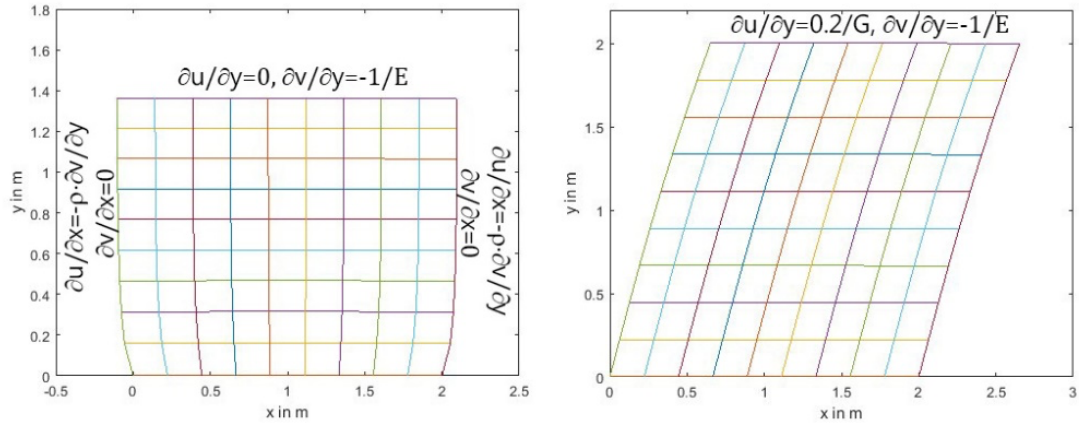 1.8
1.6
1.4
1.2
1
0.8
0.6
0.4
0.2
0
y in m
-0.5
0
0.5
1
1.5
2
2.5
x in m
∂u/∂y=0, ∂v/∂y=-1/E
∂u/∂x=-ρ·∂v/∂y
∂v/∂x=0
∂u/∂x=-ρ·∂v/∂y
∂v/∂x=0
∂u/∂y=0.2/G, ∂v/∂y=-1/E
2
1.5
1
0.5
0
y in m
0
0.5
1
1.5
2
2.5
3
x in m